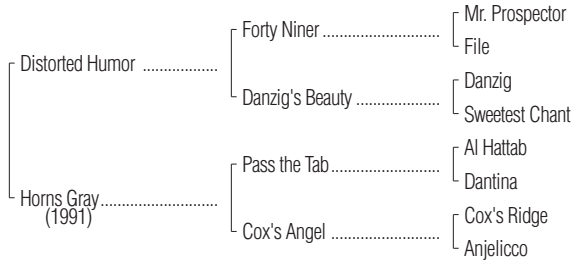 Mr. Prospector
Forty Niner ....................
File
Distorted Humor ..................
Danzig
Danzig's Beauty ..................
Sweetest Chant
Al Hattab
Pass the Tab ....................
Dantina
Horns Gray ............................
(1991)
Cox's Ridge
Cox's Angel ........................
Anjelicco